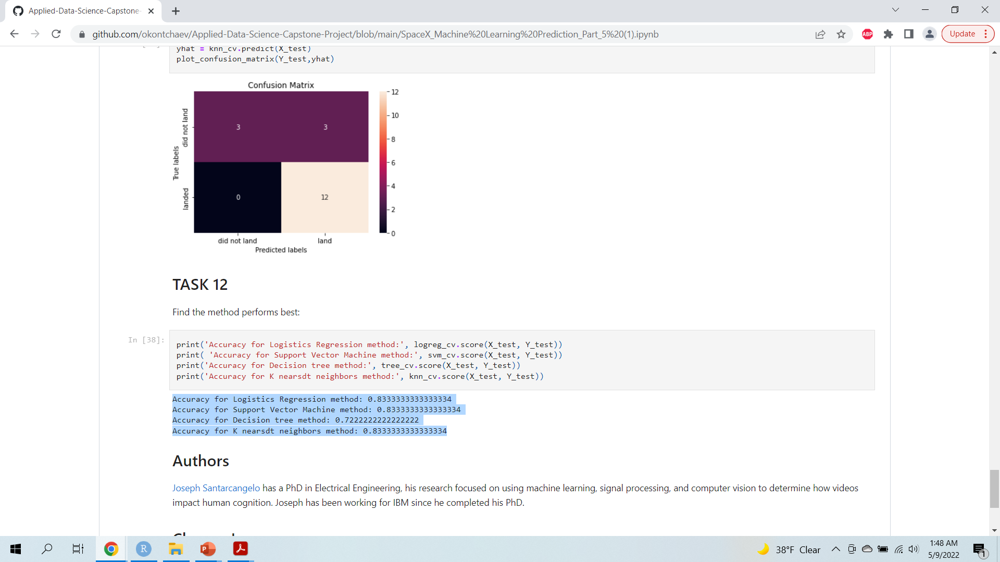 Applied-Data-Science-Capstone-
github.com/okontchaev/Applied-Data-Science-Capstone-Project/blob/main/SpaceX_Machine%20Learning%20Prediction_Part_5%20(1).ipynb
ABP
Update
yhat = knn_cv.predict(X_test)
plot_confusion_matrix(Y_test,yhat)
Confusion Matrix
True labels
did not land
landed
3
3
0
12
12
10
8
6
4
2
0
did not land
land
Predicted labels
TASK 12
Find the method performs best:
In [38]:
print('Accuracy for Logistics Regression method:', logreg_cv.score(X_test, Y_test))
print( 'Accuracy for Support Vector Machine method:', svm_cv.score(X_test, Y_test))
print('Accuracy for Decision tree method:', tree_cv.score(X_test, Y_test))
print('Accuracy for K nearsdt neighbors method:', knn_cv.score(X_test, Y_test))
Accuracy for Logistics Regression method: 0.8333333333333334
Accuracy for Support Vector Machine method: 0.8333333333333334
Accuracy for Decision tree method: 0.7222222222222222
Accuracy for K nearsdt neighbors method: 0.8333333333333334
Authors
Joseph Santarcangelo has a PhD in Electrical Engineering, his research focused on using machine learning, signal processing, and computer vision to determine how videos
impact human cognition. Joseph has been working for IBM since he completed his PhD.
R
P
38°F Clear
1:48 AM
5/9/2022
1